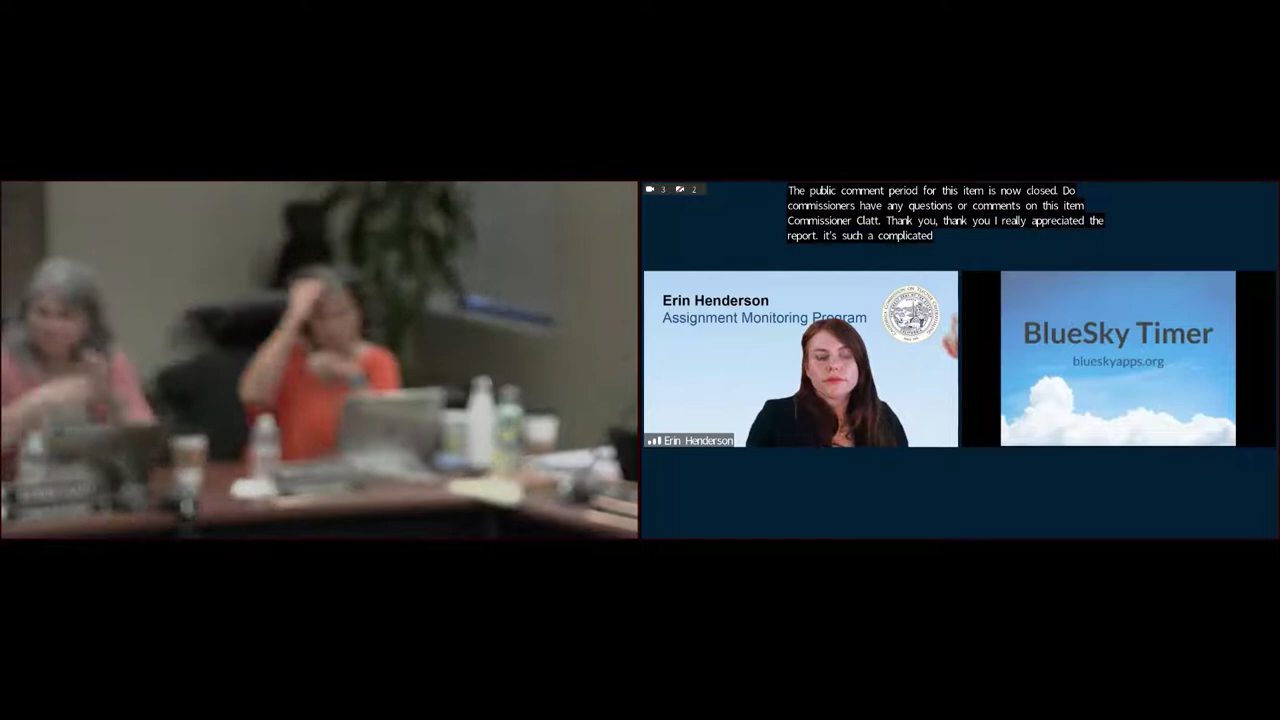 3 2
The public comment period for this item is now closed. Do
commissioners have any questions or comments on this item
Commissioner Clatt. Thank you, thank you I really appreciated the
report. it's such a complicated
Erin Henderson
Assignment Monitoring Program
Erin Henderson
BlueSky Timer
blueskyapps.org